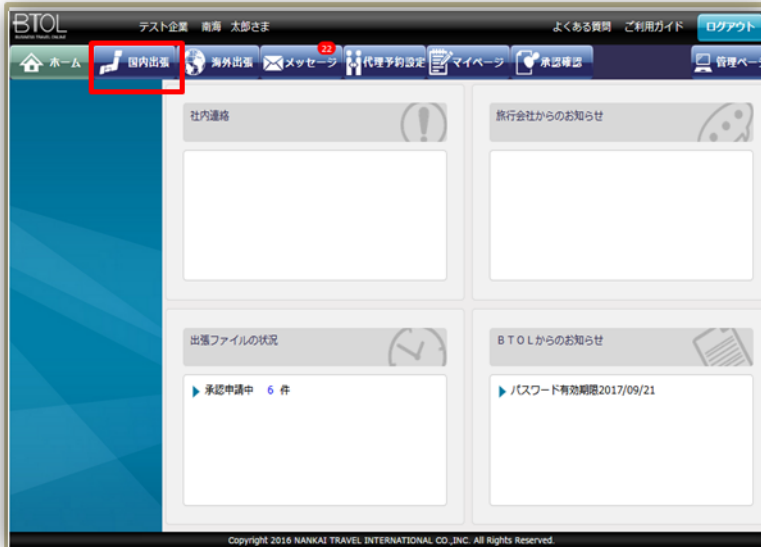 BTOL
BUSINESS TRAVEL ONLINE
テスト企業 南海 太郎さま
よくある質問 ご利用ガイド ログアウト
ホーム 国内出張 海外出張 メッセージ 22 代理予約設定 マイページ 承認確認 管理ペー
社内連絡
旅行会社からのお知らせ
出張ファイルの状況
BTOLからのお知らせ
承認申請中 6 件
パスワード有効期限2017/09/21
Copyright 2016 NANKAI TRAVEL INTERNATIONAL CO.,INC. All Rights Reserved.